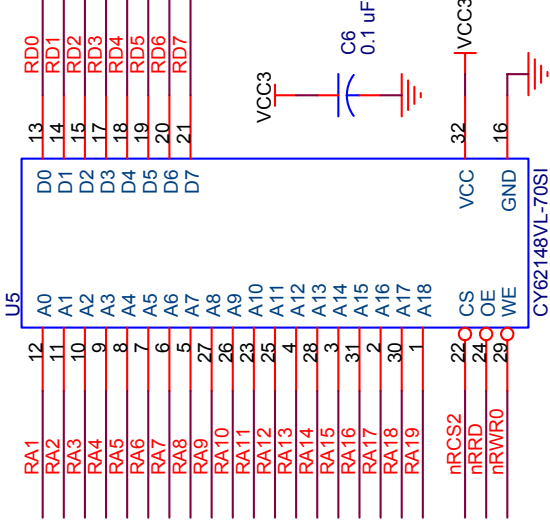 RD0
RD1
RD2
RD3
RD4
RD5
RD6
RD7
13
14
15
17
18
19
20
21
VCC3
C6
0.1 uF
VCC3
32
16
D0
D1
D2
D3
D4
D5
D6
D7
VCC
GND
U5
CY62148VL-70SI
A0
A1
A2
A3
A4
A5
A6
A7
A8
A9
A10
A11
A12
A13
A14
A15
A16
A17
A18
CS
OE
WE
12
11
10
9
8
7
6
5
27
26
23
25
4
28
3
31
2
30
1
22
24
29
RA1
RA2
RA3
RA4
RA5
RA6
RA7
RA8
RA9
RA10
RA11
RA12
RA13
RA14
RA15
RA16
RA17
RA18
RA19
nRCS2
nRRD
nRWR0